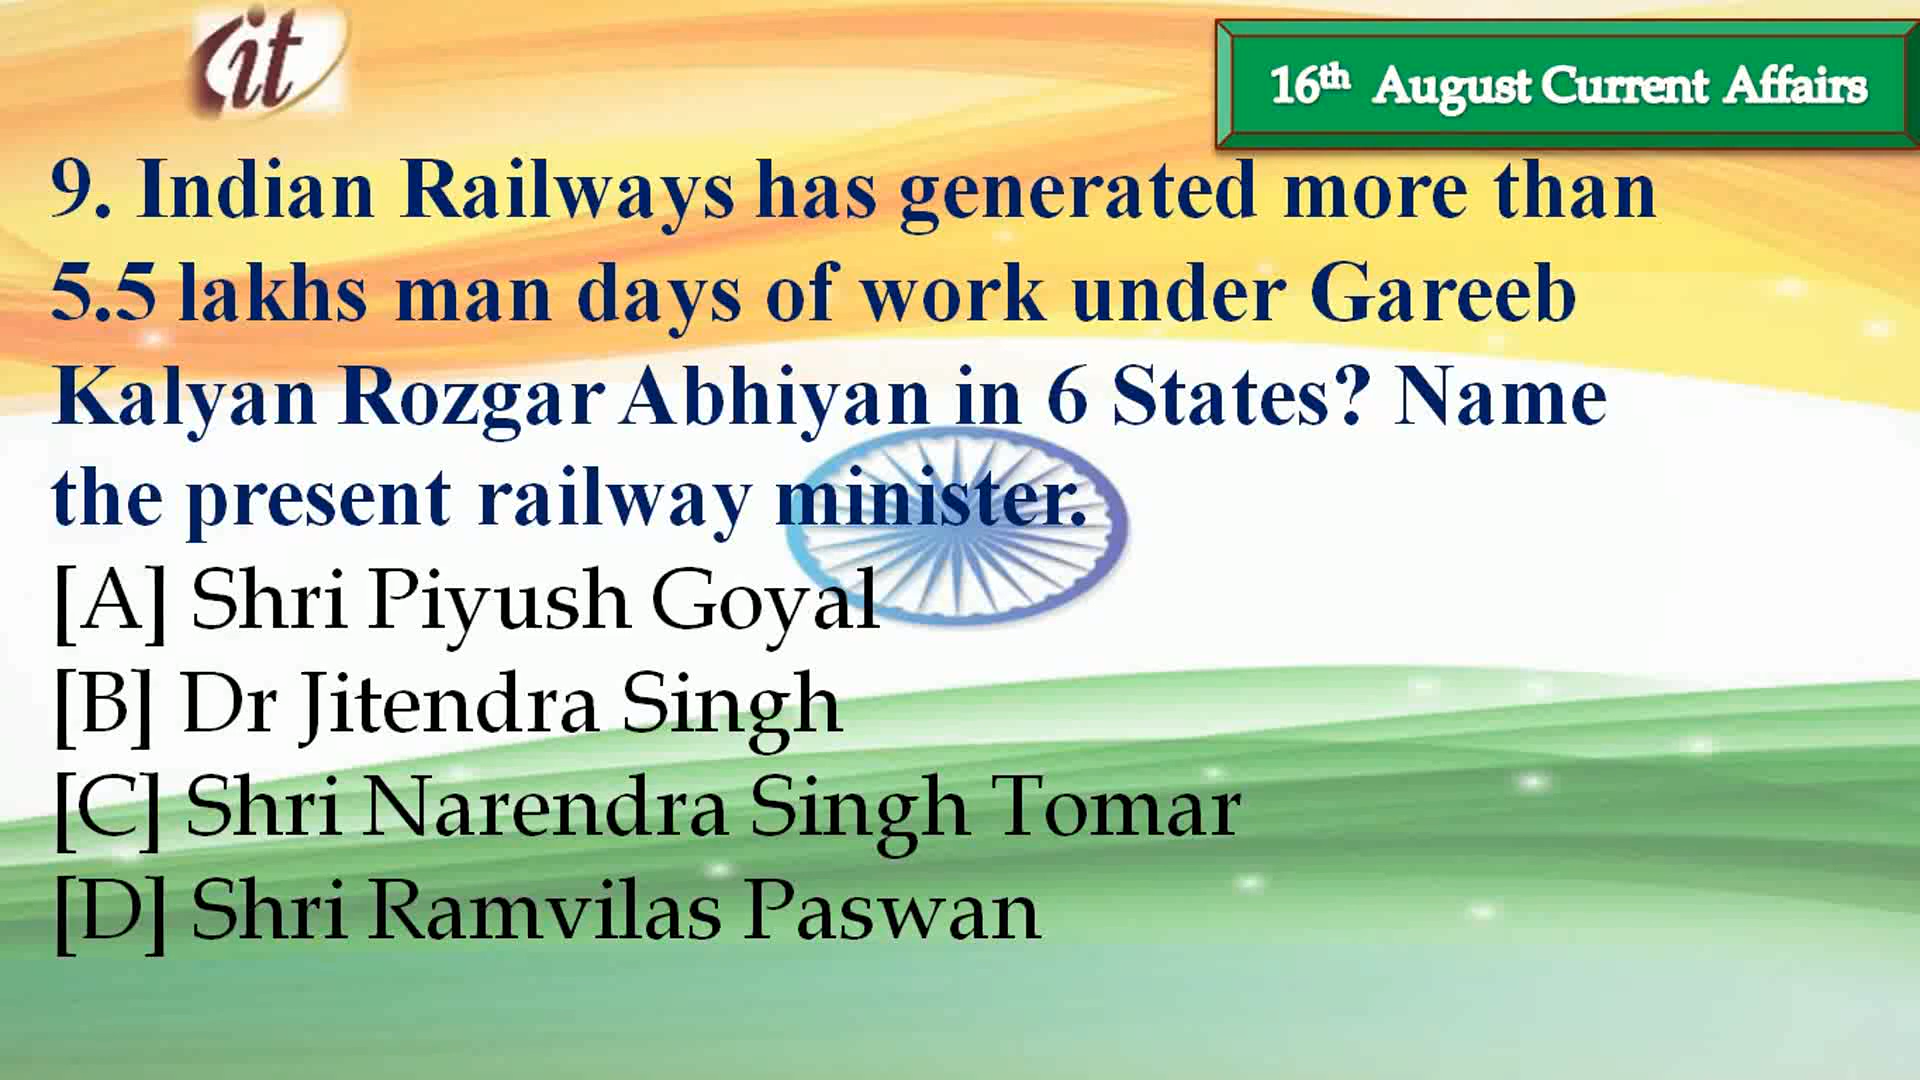 it
16th August Current Affairs
9. Indian Railways has generated more than
5.5 lakhs man days of work under Gareeb
Kalyan Rozgar Abhiyan in 6 States? Name
the present railway minister.
[A] Shri Piyush Goyal
[B] Dr Jitendra Singh
[C] Shri Narendra Singh Tomar
[D] Shri Ramvilas Paswan